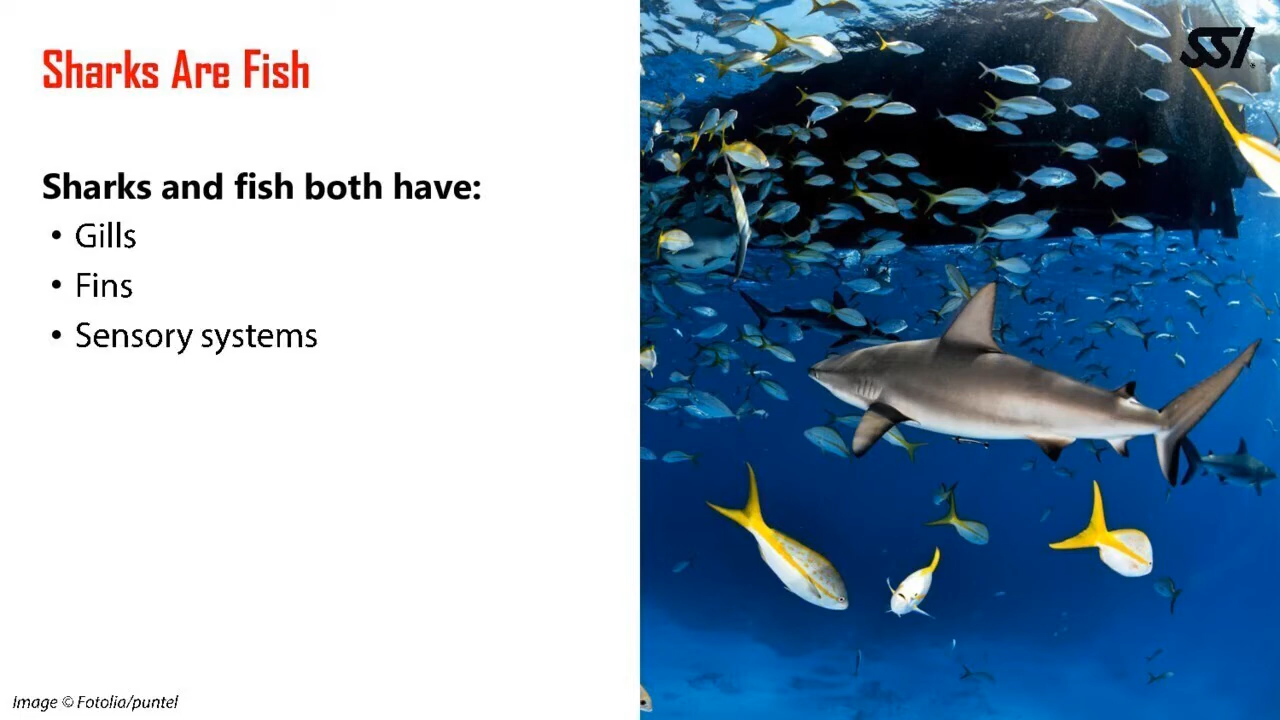 Sharks Are Fish
SSI
Sharks and fish both have:
• Gills
• Fins
• Sensory systems
Image © Fotolia/puntel